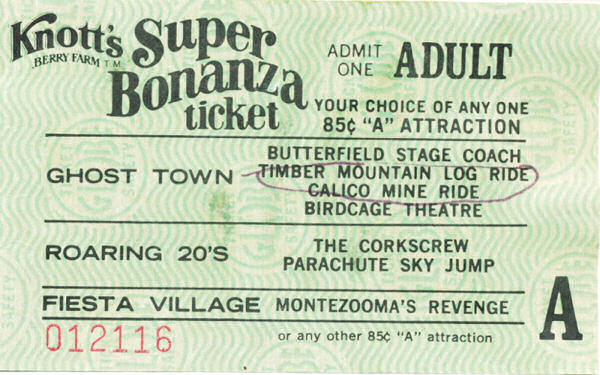 Knott's
BERRY FARM TM
Super
Bonanza
ticket
ADMIT
ONE
ADULT
YOUR CHOICE OF ANY ONE
85¢ "A" ATTRACTION
GHOST TOWN
BUTTERFIELD STAGE COACH
TIMBER MOUNTAIN LOG RIDE
CALICO MINE RIDE
BIRDCAGE THEATRE
ROARING 20'S
THE CORKSCREW
PARACHUTE SKY JUMP
FIESTA VILLAGE
MONTEZOOMA'S REVENGE
A
012116
or any other 85¢ "A" attraction
SAFETY